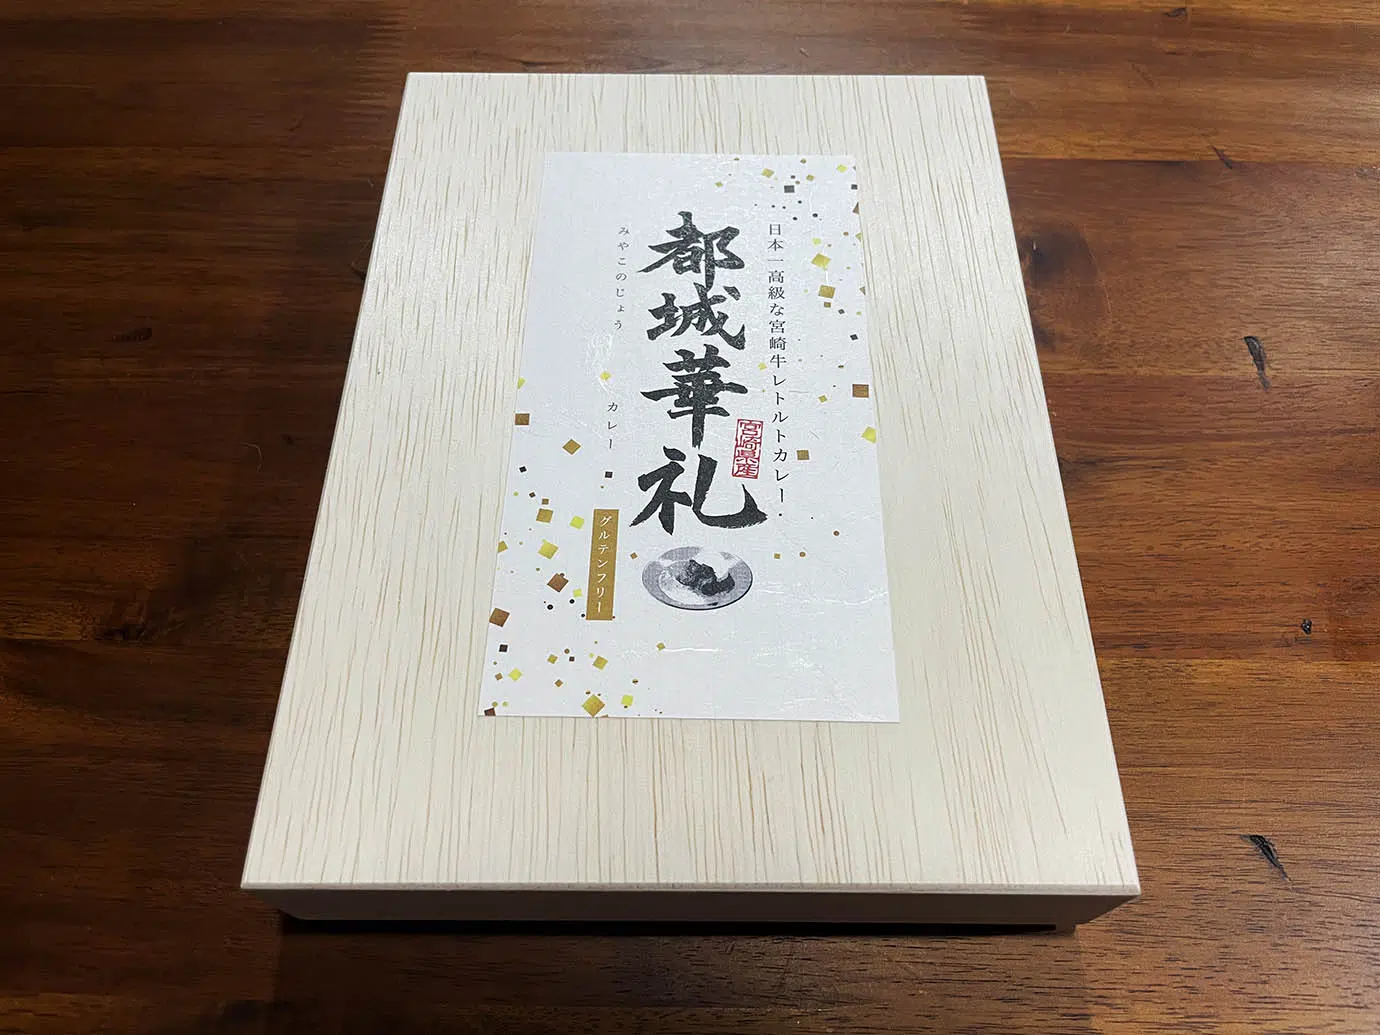 日本一高級な宮崎牛レトルトカレー.
都城華礼
宮崎県産
みやこのじょう
カレー
グルテンフリー